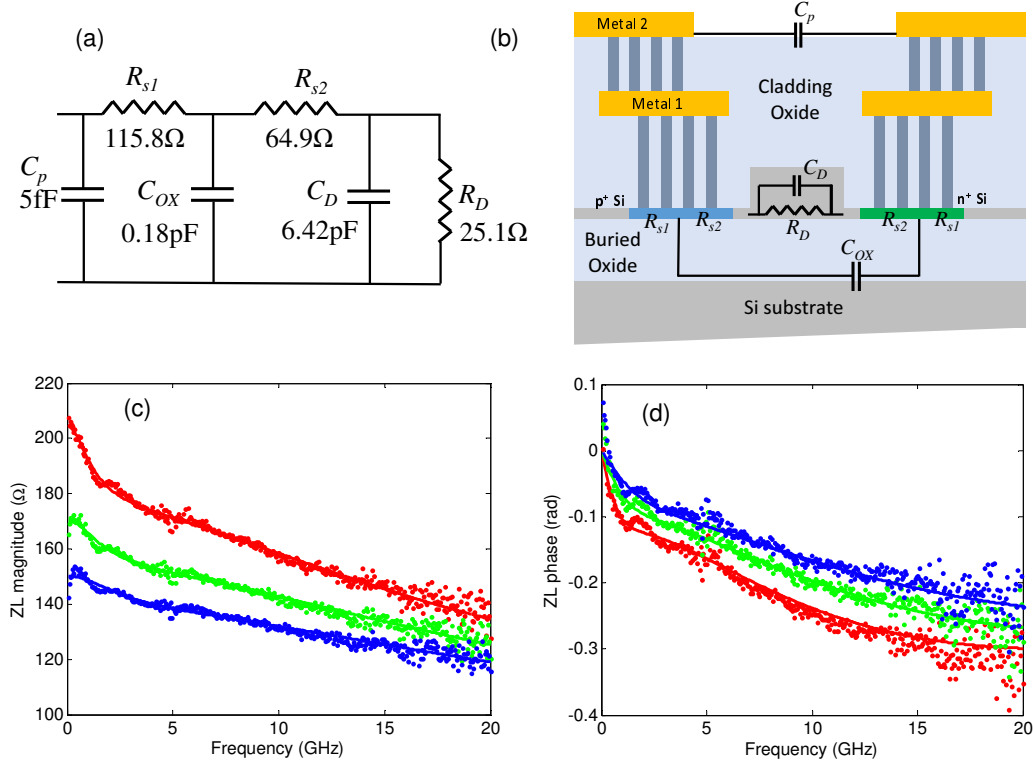 (a)
R_s1
R_s2
115.8Ω
64.9Ω
C_p
5fF
C_OX
0.18pF
C_D
6.42pF
R_D
25.1Ω
(b)
Metal 2
C_p
Metal 1
Cladding
Oxide
C_D
p⁺ Si
n⁺ Si
R_s1
R_s2
R_D
R_s2
R_s1
Buried
Oxide
C_OX
Si substrate
(c)
220
200
180
160
140
120
100
ZL magnitude (Ω)
0
5
10
15
20
Frequency (GHz)
(d)
0.1
0
-0.1
-0.2
-0.3
-0.4
ZL phase (rad)
0
5
10
15
20
Frequency (GHz)